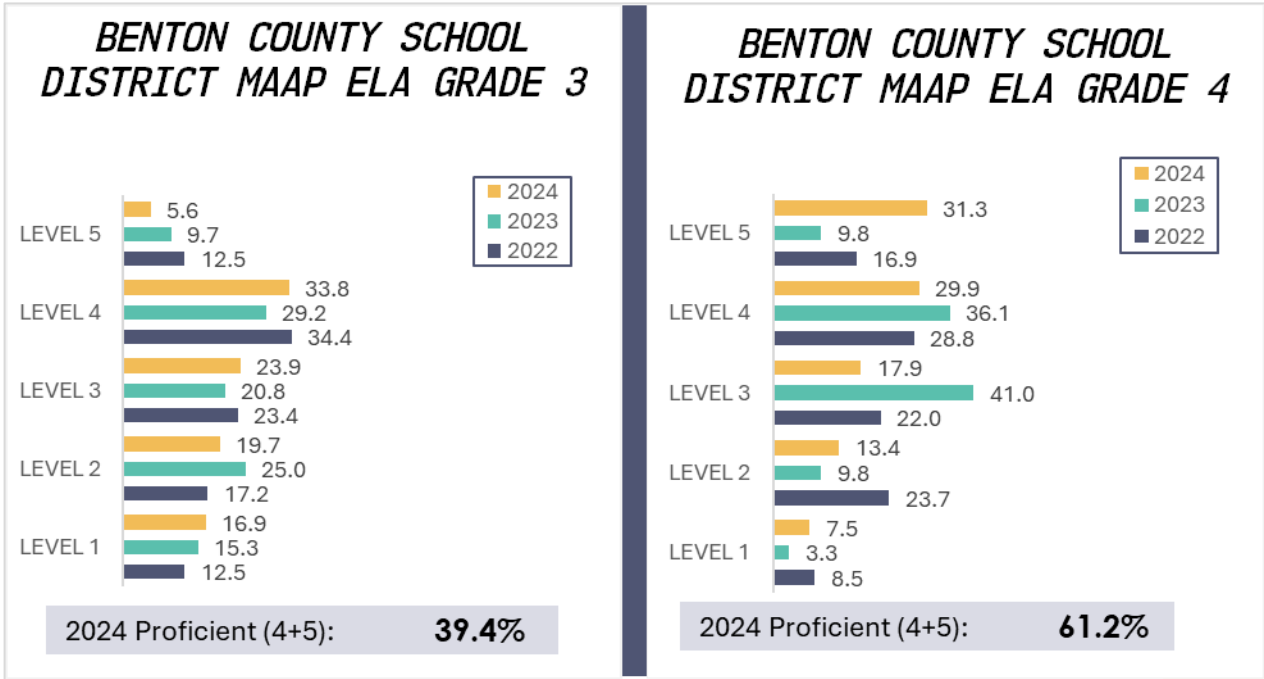 BENTON COUNTY SCHOOL
DISTRICT MAAP ELA GRADE 3
2024
2023
2022
LEVEL 5
5.6
9.7
12.5
LEVEL 4
33.8
29.2
34.4
LEVEL 3
23.9
20.8
23.4
LEVEL 2
19.7
25.0
17.2
LEVEL 1
16.9
15.3
12.5
2024 Proficient (4+5): 39.4%
BENTON COUNTY SCHOOL
DISTRICT MAAP ELA GRADE 4
2024
2023
2022
LEVEL 5
31.3
9.8
16.9
LEVEL 4
29.9
36.1
28.8
LEVEL 3
17.9
41.0
22.0
LEVEL 2
13.4
9.8
23.7
LEVEL 1
7.5
3.3
8.5
2024 Proficient (4+5): 61.2%